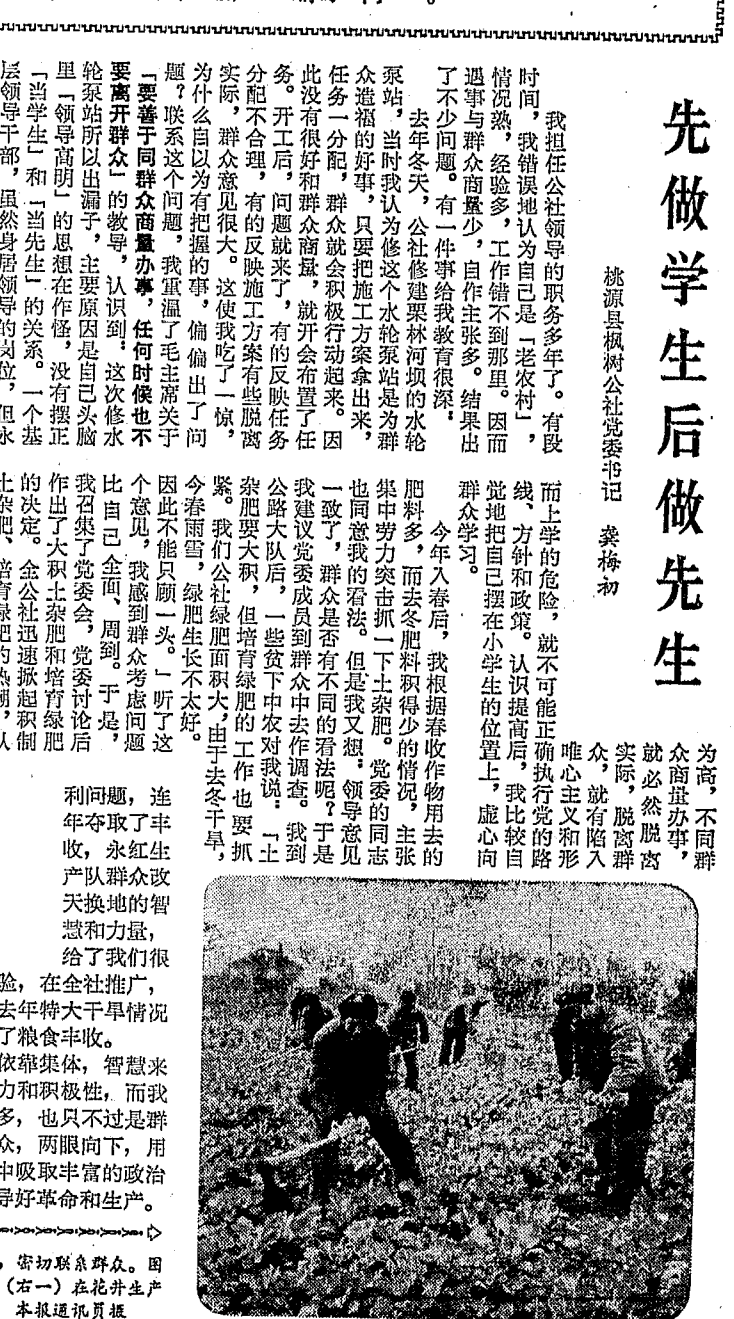 先做学生后做先生
桃源县枫树公社党委书记　龚梅初
我担任公社领导的职务多年了。有段
时间，我错误地认为自己是「老农村」，
情况熟，经验多，工作错不到那里。因而
遇事与群众商量少，自作主张多。结果出
了不少问题。有一件事给我教育很深：
去年冬天，公社修建栗林河坝的水轮
泵站，当时我认为修这个水轮泵站是为群
众造福的好事，只要把施工方案拿出来，
任务一分配，群众就会积极行动起来。因
此没有很好和群众商量，就开会布置了任
务。开工后，问题就来了，有的反映任务
分配不合理，有的反映施工方案有些脱离
实际，群众意见很大。这使我吃了一惊，
为什么自以为有把握的事，偏偏出了问
题？联系这个问题，我重温了毛主席关于
「要善于同群众商量办事，任何时候也不
要离开群众」的教导，认识到：这次修水
轮泵站所以出漏子，主要原因是自己头脑
里「领导高明」的思想在作怪，没有摆正
「当学生」和「当先生」的关系。一个基
层领导干部，虽然身居领导的岗位，但永
为高，不同群
众商量办事，
就必然脱离
实际，脱离群
众，就有陷入
唯心主义和形
而上学的危险，就不可能正确执行党的路
线、方针和政策。认识提高后，我比较自
觉地把自己摆在小学生的位置上，虚心向
群众学习。
今年入春后，我根据春收作物用去的
肥料多，而去冬肥料积得少的情况，主张
集中劳力突击抓一下土杂肥。党委的同志
也同意我的看法。但是我又想：领导意见
一致了，群众是否有不同的看法呢？于是
我建议党委成员到群众中去作调查。我到
公路大队后，一些贫下中农对我说：「土
杂肥要大积，但培育绿肥的工作也要抓
紧。我们公社绿肥面积大，由于去冬干旱，
今春雨雪，绿肥生长不太好。
因此不能只顾一头。」听了这
个意见，我感到群众考虑问题
比自己全面、周到。于是，
我召集了党委会，党委讨论后
作出了大积土杂肥和培育绿肥
的决定。全公社迅速掀起积制
土杂肥、培育绿肥的热潮，
利问题，连
年夺取了丰
收，永红生
产队群众改
天换地的智
慧和力量，
给了我们很
验，在全社推广，
去年特大干旱情况
了粮食丰收。
依靠集体，智慧来
力和积极性，而我
多，也只不过是群
众，两眼向下，用
中吸取丰富的政治
导好革命和生产。
，密切联系群众。图
（右一）在花井生产
本报通讯员摄